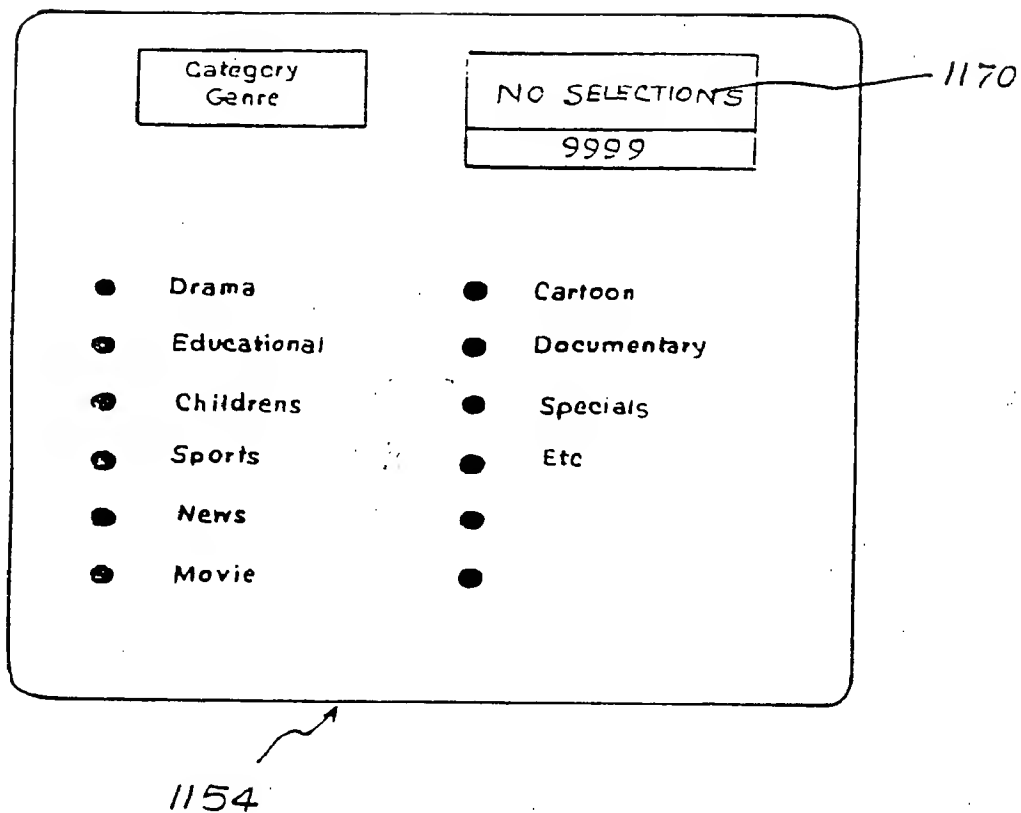 Category
Genre
NO SELECTIONS
9999
1170
Drama
Educational
Childrens
Sports
News
Movie
Cartoon
Documentary
Specials
Etc
1154